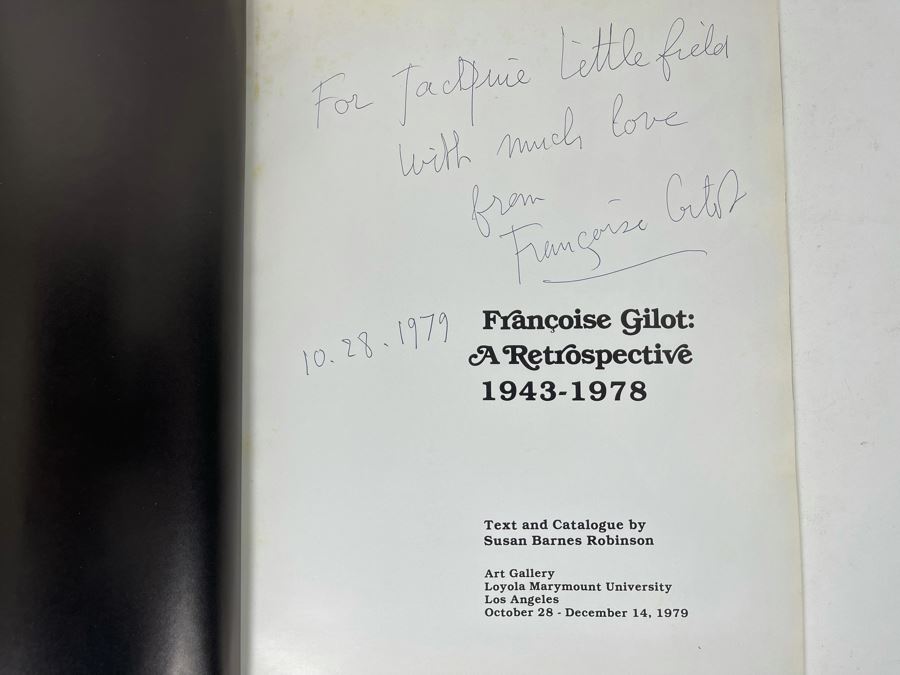 For Jacquie Littlefield
with much love
from
Françoise Gilot
10.28.1979
Françoise Gilot:
A Retrospective
1943-1978
Text and Catalogue by
Susan Barnes Robinson
Art Gallery
Loyola Marymount University
Los Angeles
October 28 - December 14, 1979